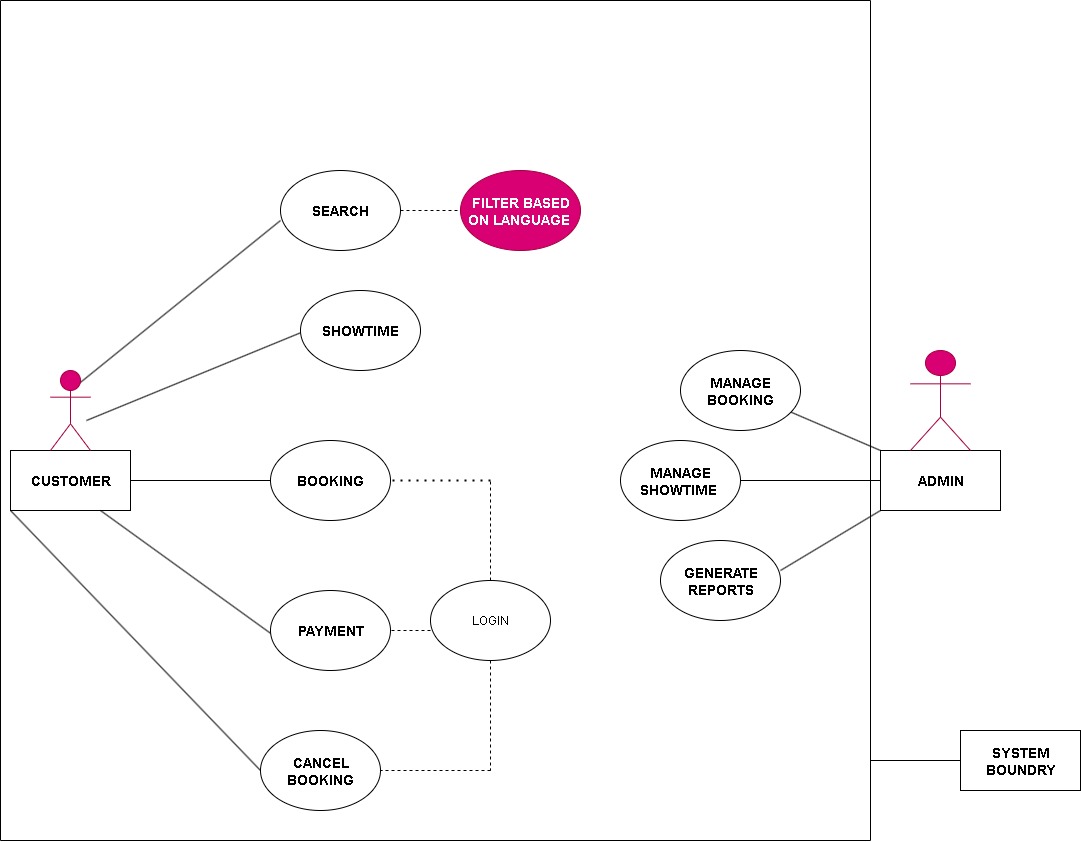 SEARCH
FILTER BASED
ON LANGUAGE
SHOWTIME
MANAGE
BOOKING
CUSTOMER
BOOKING
MANAGE
SHOWTIME
ADMIN
GENERATE
REPORTS
PAYMENT
LOGIN
CANCEL
BOOKING
SYSTEM
BOUNDRY